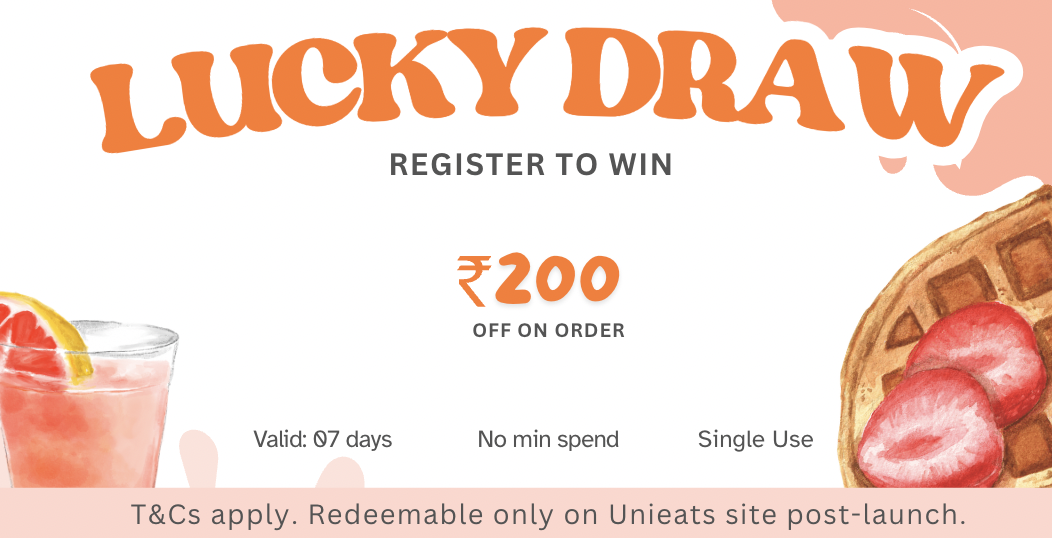 LUCKY DRAW
REGISTER TO WIN
₹200
OFF ON ORDER
Valid: 07 days
No min spend
Single Use
T&Cs apply. Redeemable only on Unieats site post-launch.